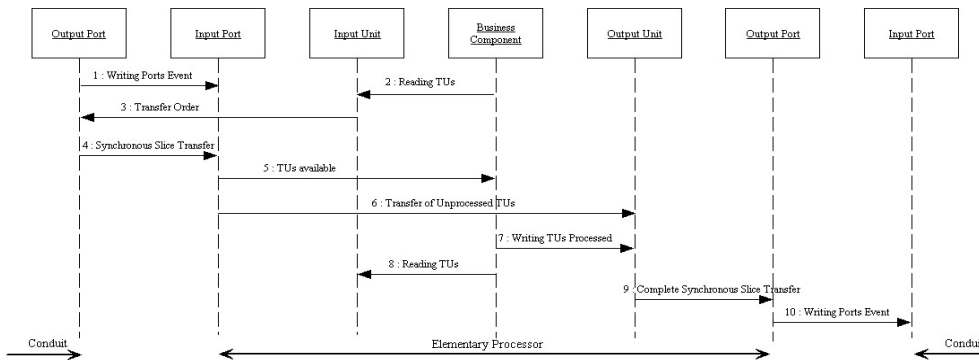 Output Port
Input Port
Input Unit
Business
Component
Output Unit
Output Port
Input Port
1 : Writing Ports Event
2 : Reading TUs
3 : Transfer Order
4 : Synchronous Slice Transfer
5 : TUs available
6 : Transfer of Unprocessed TUs
7 : Writing TUs Processed
8 : Reading TUs
9 : Complete Synchronous Slice Transfer
10 : Writing Ports Event
Conduit
Elementary Processor
Condui